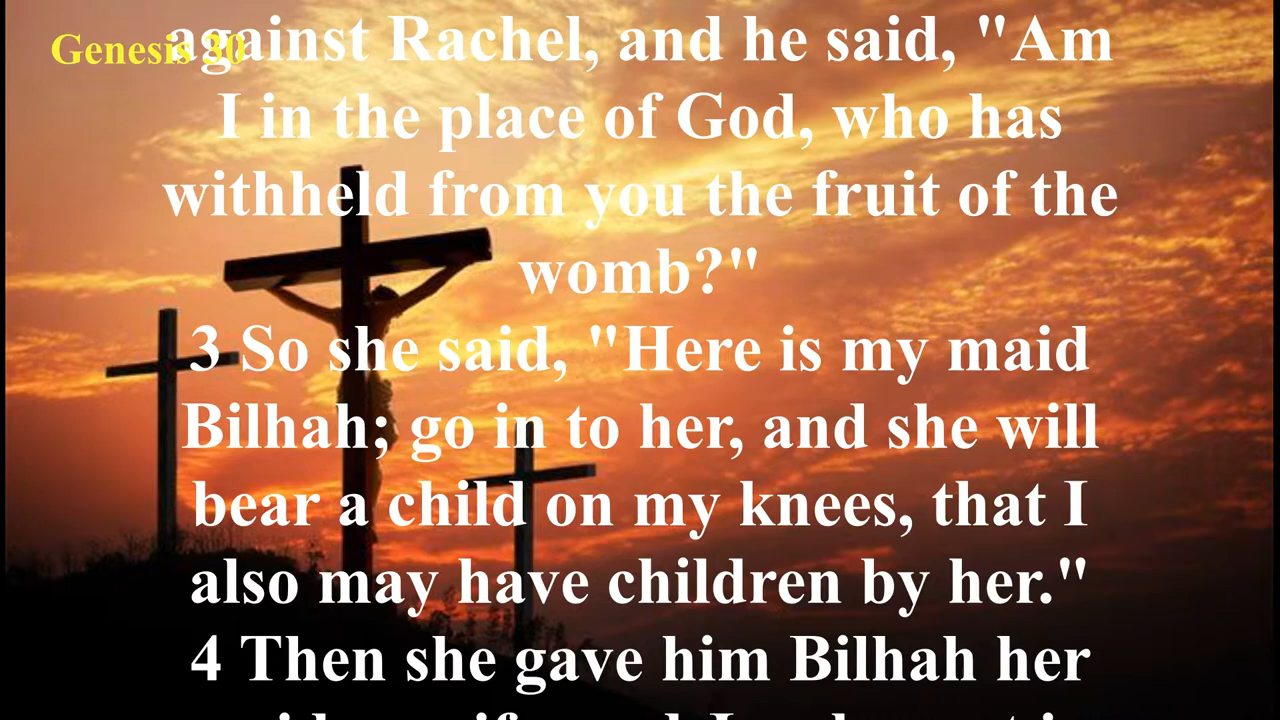 Genesis 30
against Rachel, and he said, "Am
I in the place of God, who has
withheld from you the fruit of the
womb?"
3 So she said, "Here is my maid
Bilhah; go in to her, and she will
bear a child on my knees, that I
also may have children by her."
4 Then she gave him Bilhah her